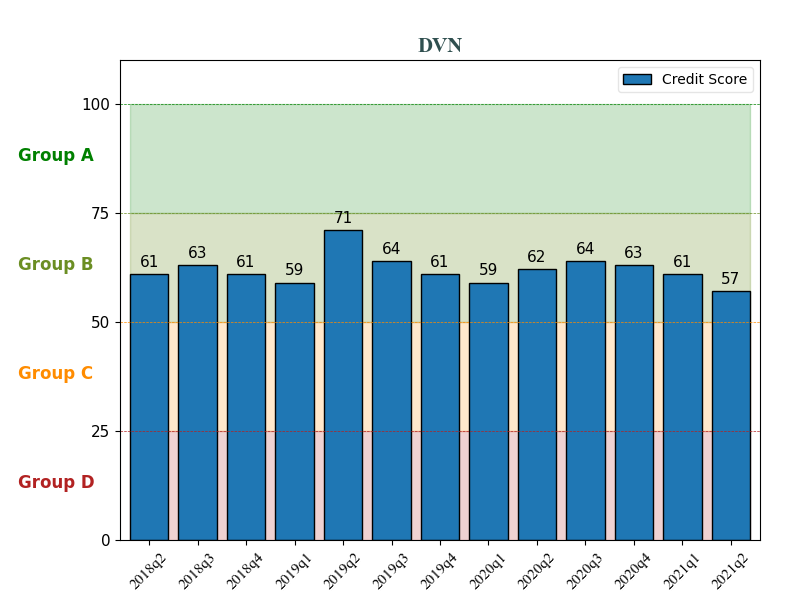 DVN
Credit Score
100
Group A
75
71
61
63
61
59
64
61
59
62
64
63
61
57
Group B
50
Group C
25
Group D
0
2018q2
2018q3
2018q4
2019q1
2019q2
2019q3
2019q4
2020q1
2020q2
2020q3
2020q4
2021q1
2021q2